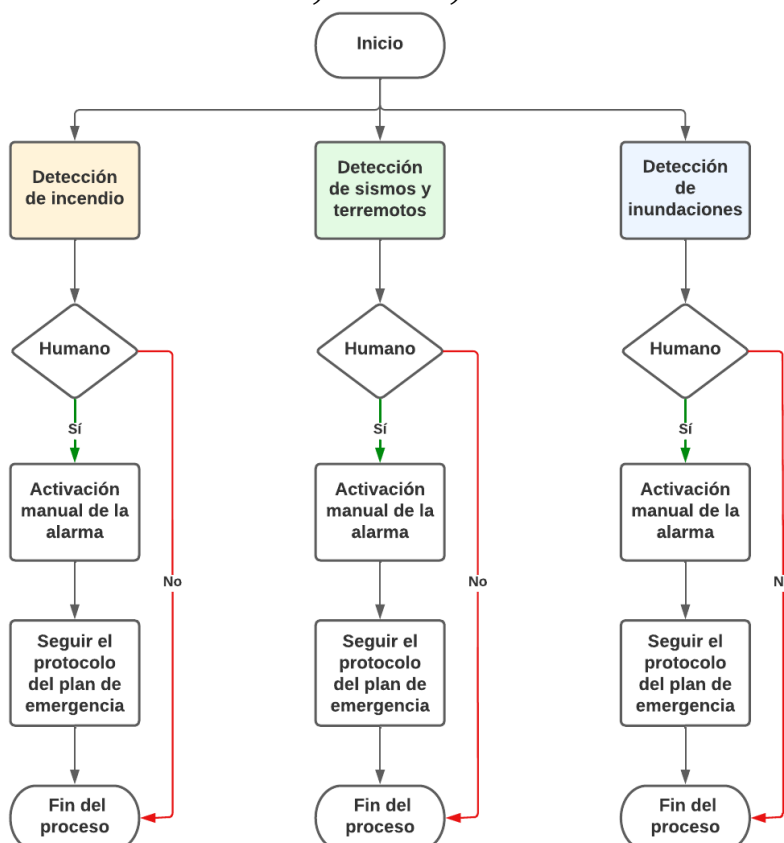 Inicio
Detección
de incendio
Detección
de sismos y
terremotos
Detección
de
inundaciones
Humano
Humano
Humano
Sí
Sí
Sí
Activación
manual de la
alarma
Activación
manual de la
alarma
Activación
manual de la
alarma
No
No
Seguir el
protocolo
del plan de
emergencia
Seguir el
protocolo
del plan de
emergencia
Seguir el
protocolo
del plan de
emergencia
Fin del
proceso
Fin del
proceso
Fin del
proceso